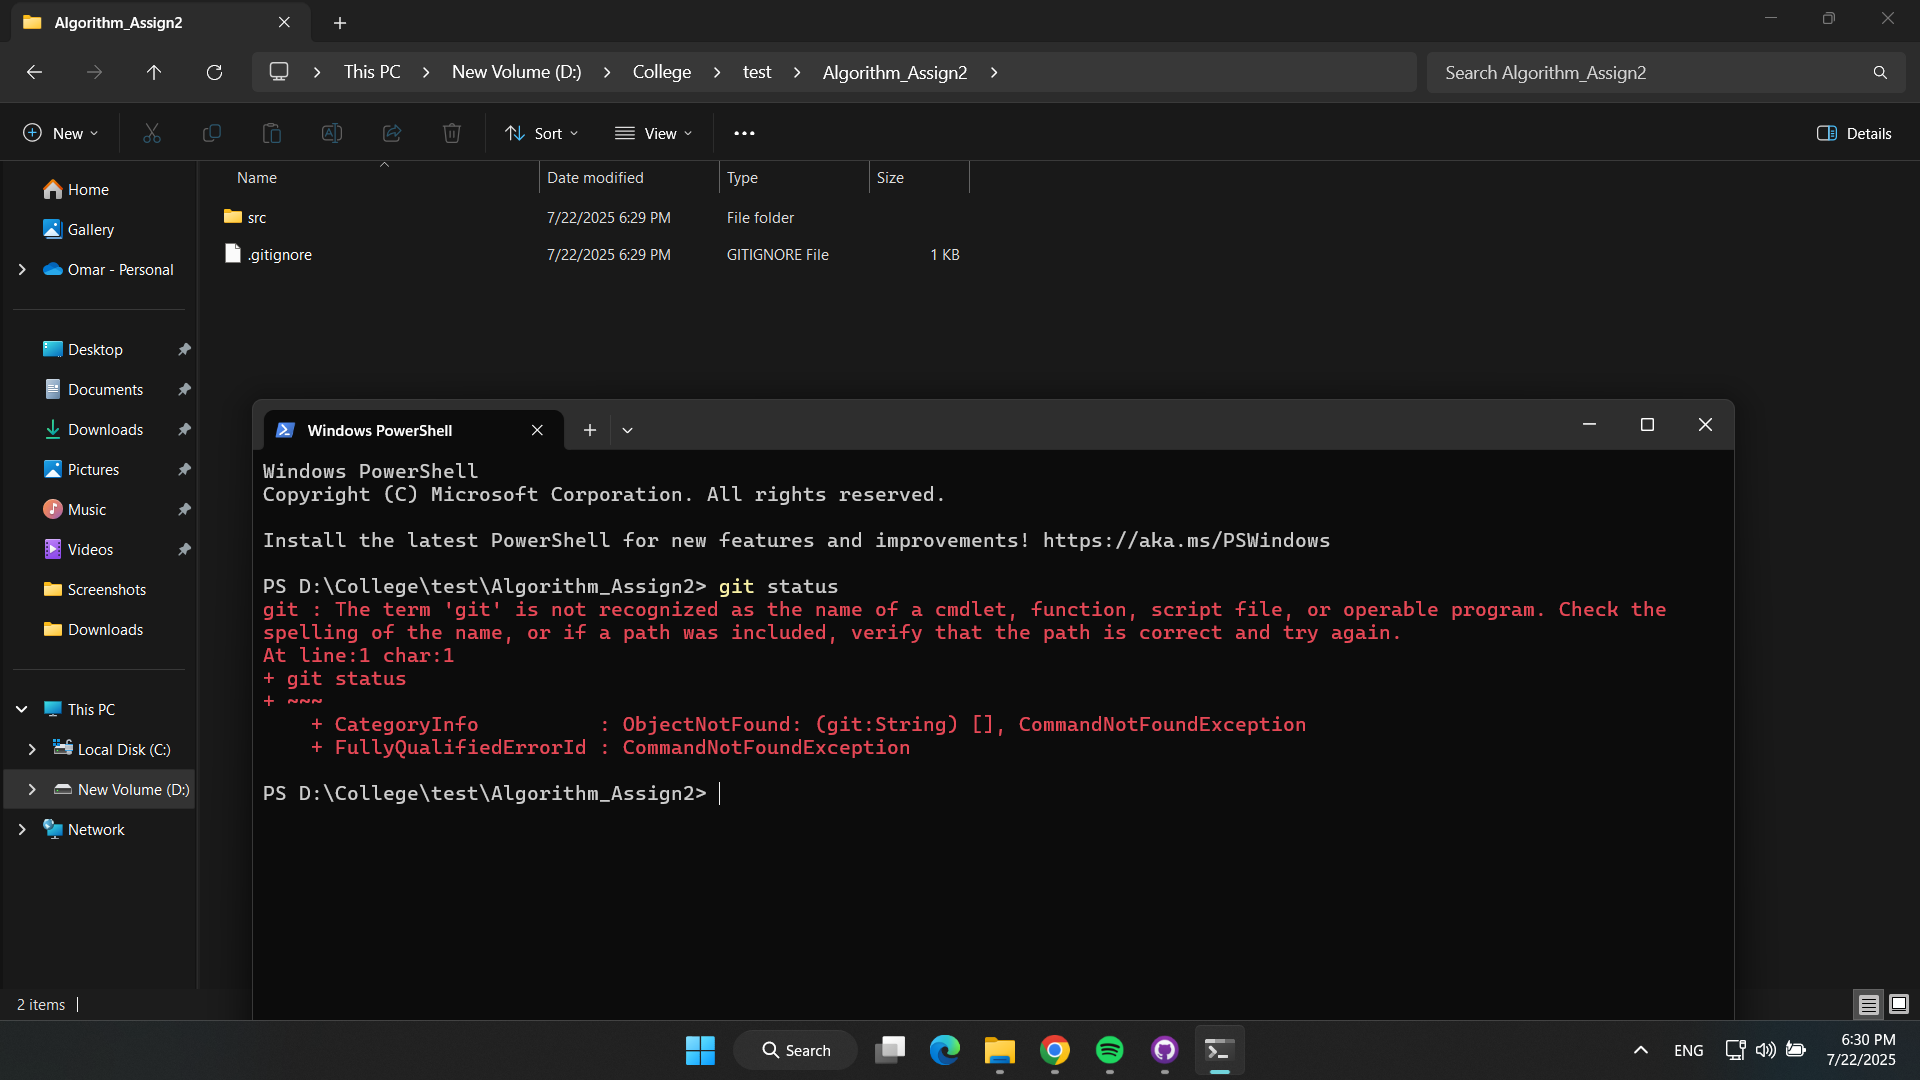 Algorithm_Assign2
This PC
New Volume (D:)
College
test
Algorithm_Assign2
Search Algorithm_Assign2
New
Sort
View
Details
Name
Date modified
Type
Size
src
7/22/2025 6:29 PM
File folder
.gitignore
7/22/2025 6:29 PM
GITIGNORE File
1 KB
Home
Gallery
Omar - Personal
Desktop
Documents
Downloads
Pictures
Music
Videos
Screenshots
Downloads
This PC
Local Disk (C:)
New Volume (D:)
Network
2 items
Windows PowerShell
Windows PowerShell
Copyright (C) Microsoft Corporation. All rights reserved.
Install the latest PowerShell for new features and improvements! https://aka.ms/PSWindows
PS D:\College\test\Algorithm_Assign2> git status
git : The term 'git' is not recognized as the name of a cmdlet, function, script file, or operable program. Check the
spelling of the name, or if a path was included, verify that the path is correct and try again.
At line:1 char:1
+ git status
+ ~~~
    + CategoryInfo          : ObjectNotFound: (git:String) [], CommandNotFoundException
    + FullyQualifiedErrorId : CommandNotFoundException
PS D:\College\test\Algorithm_Assign2>
Search
ENG
6:30 PM
7/22/2025